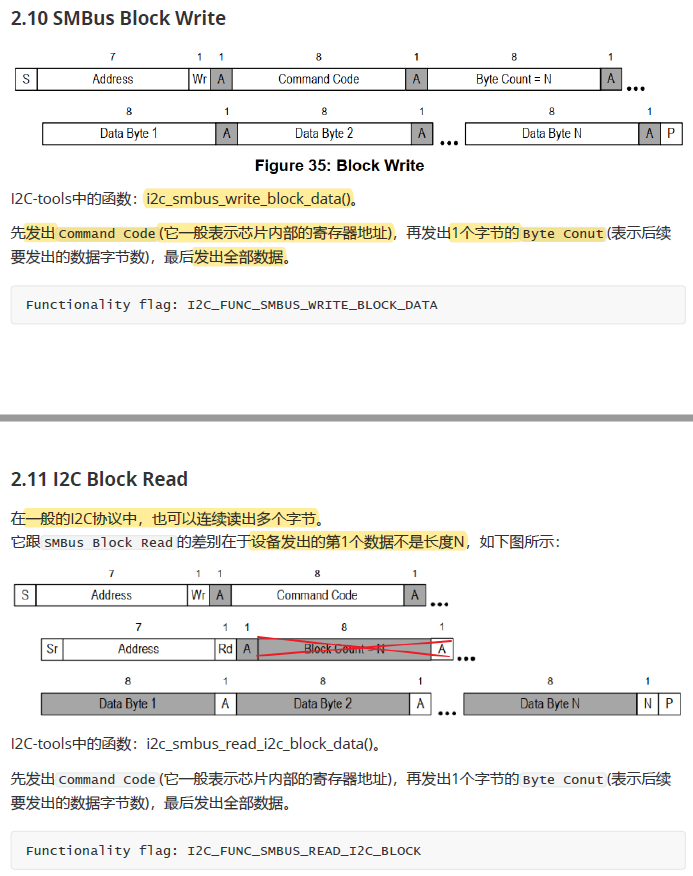 2.10 SMBus Block Write
7 1 1 8 1 8 1
S Address Wr A Command Code A Byte Count = N A •••
8 1 8 1 8 1
Data Byte 1 A Data Byte 2 A ••• Data Byte N A P
Figure 35: Block Write
I2C-tools中的函数：i2c_smbus_write_block_data()。
先发出Command Code(它一般表示芯片内部的寄存器地址)，再发出1个字节的Byte Conut(表示后续
要发出的数据字节数)，最后发出全部数据。
Functionality flag: I2C_FUNC_SMBUS_WRITE_BLOCK_DATA
2.11 I2C Block Read
在一般的I2C协议中，也可以连续读出多个字节。
它跟SMBus Block Read的差别在于设备发出的第1个数据不是长度N，如下图所示：
7 1 1 8 1
S Address Wr A Command Code A •••
7 1 1 8 1
Sr Address Rd A Block Count = N A •••
8 1 8 1 8 1
Data Byte 1 A Data Byte 2 A ••• Data Byte N N P
I2C-tools中的函数：i2c_smbus_read_i2c_block_data()。
先发出Command Code(它一般表示芯片内部的寄存器地址)，再发出1个字节的Byte Conut(表示后续
要发出的数据字节数)，最后发出全部数据。
Functionality flag: I2C_FUNC_SMBUS_READ_I2C_BLOCK